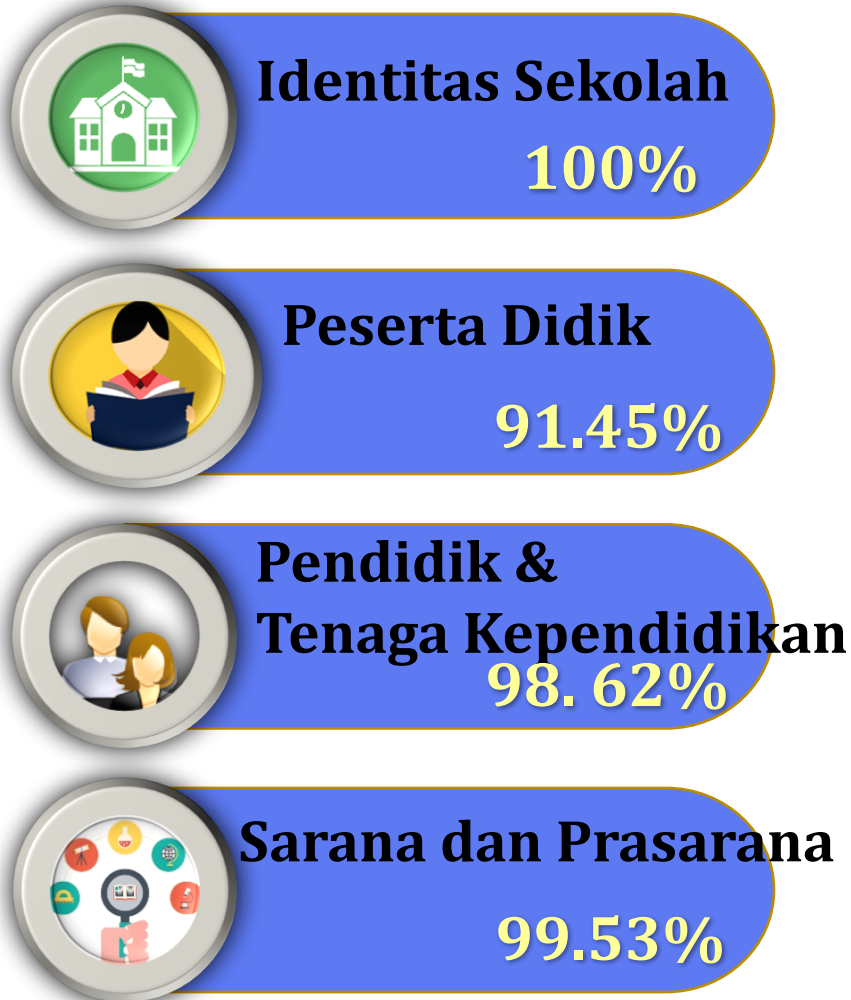 Identitas Sekolah
100%
Peserta Didik
91.45%
Pendidik &
Tenaga Kependidikan
98. 62%
Sarana dan Prasarana
99.53%